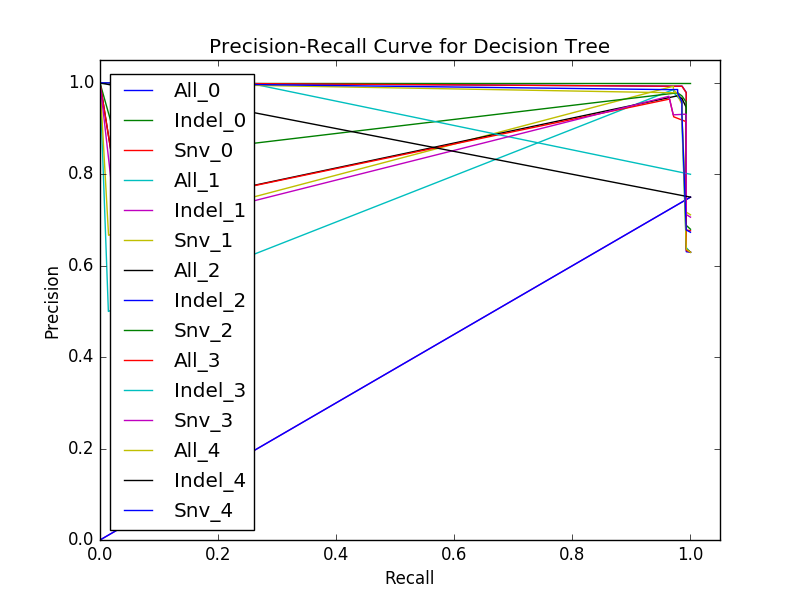 Precision-Recall Curve for Decision Tree
1.0
0.8
0.6
0.4
0.2
0.0
Precision
All_0
Indel_0
Snv_0
All_1
Indel_1
Snv_1
All_2
Indel_2
Snv_2
All_3
Indel_3
Snv_3
All_4
Indel_4
Snv_4
0.0 0.2 0.4 0.6 0.8 1.0
Recall